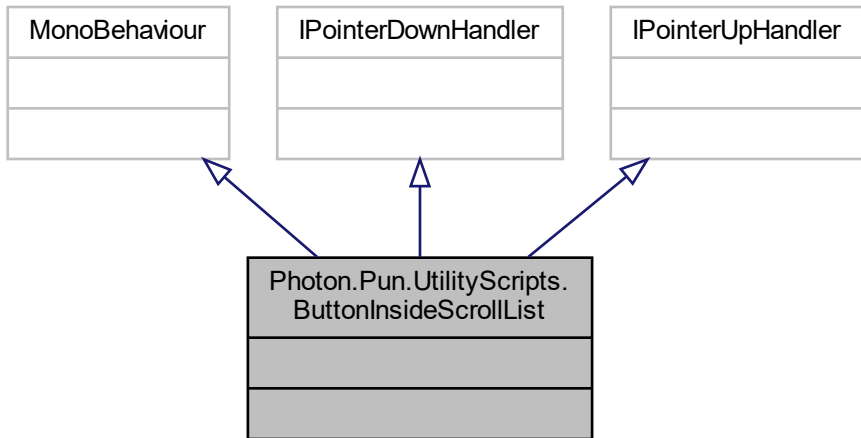 MonoBehaviour
IPointerDownHandler
IPointerUpHandler
Photon.Pun.UtilityScripts.
ButtonInsideScrollList